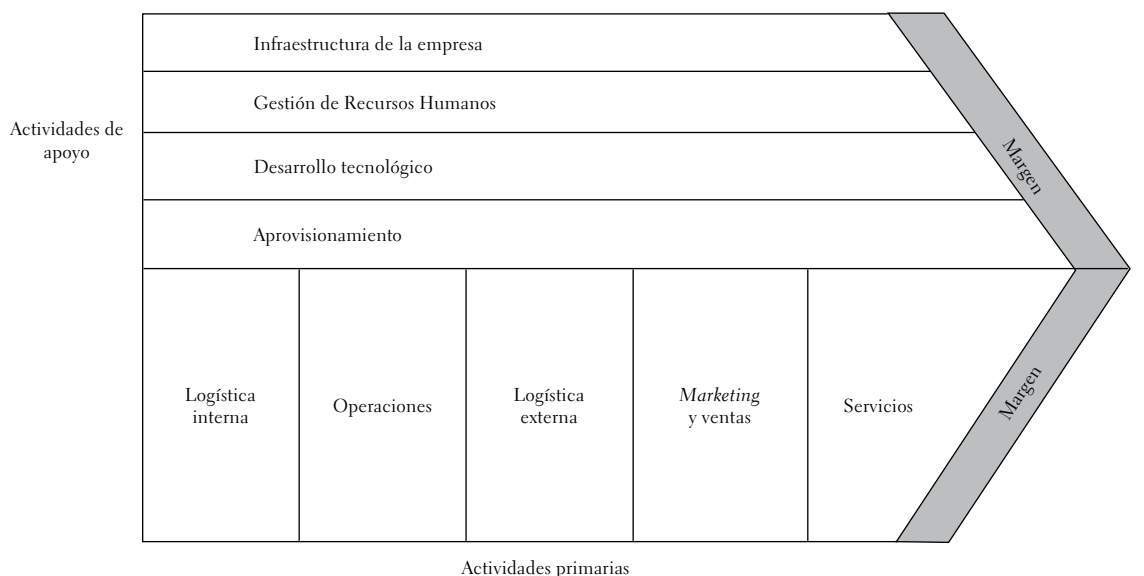 Infraestructura de la empresa
Gestión de Recursos Humanos
Actividades de
apoyo
Desarrollo tecnológico
Aprovisionamiento
Margen
Logística
interna
Operaciones
Logística
externa
Marketing
y ventas
Servicios
Margen
Actividades primarias